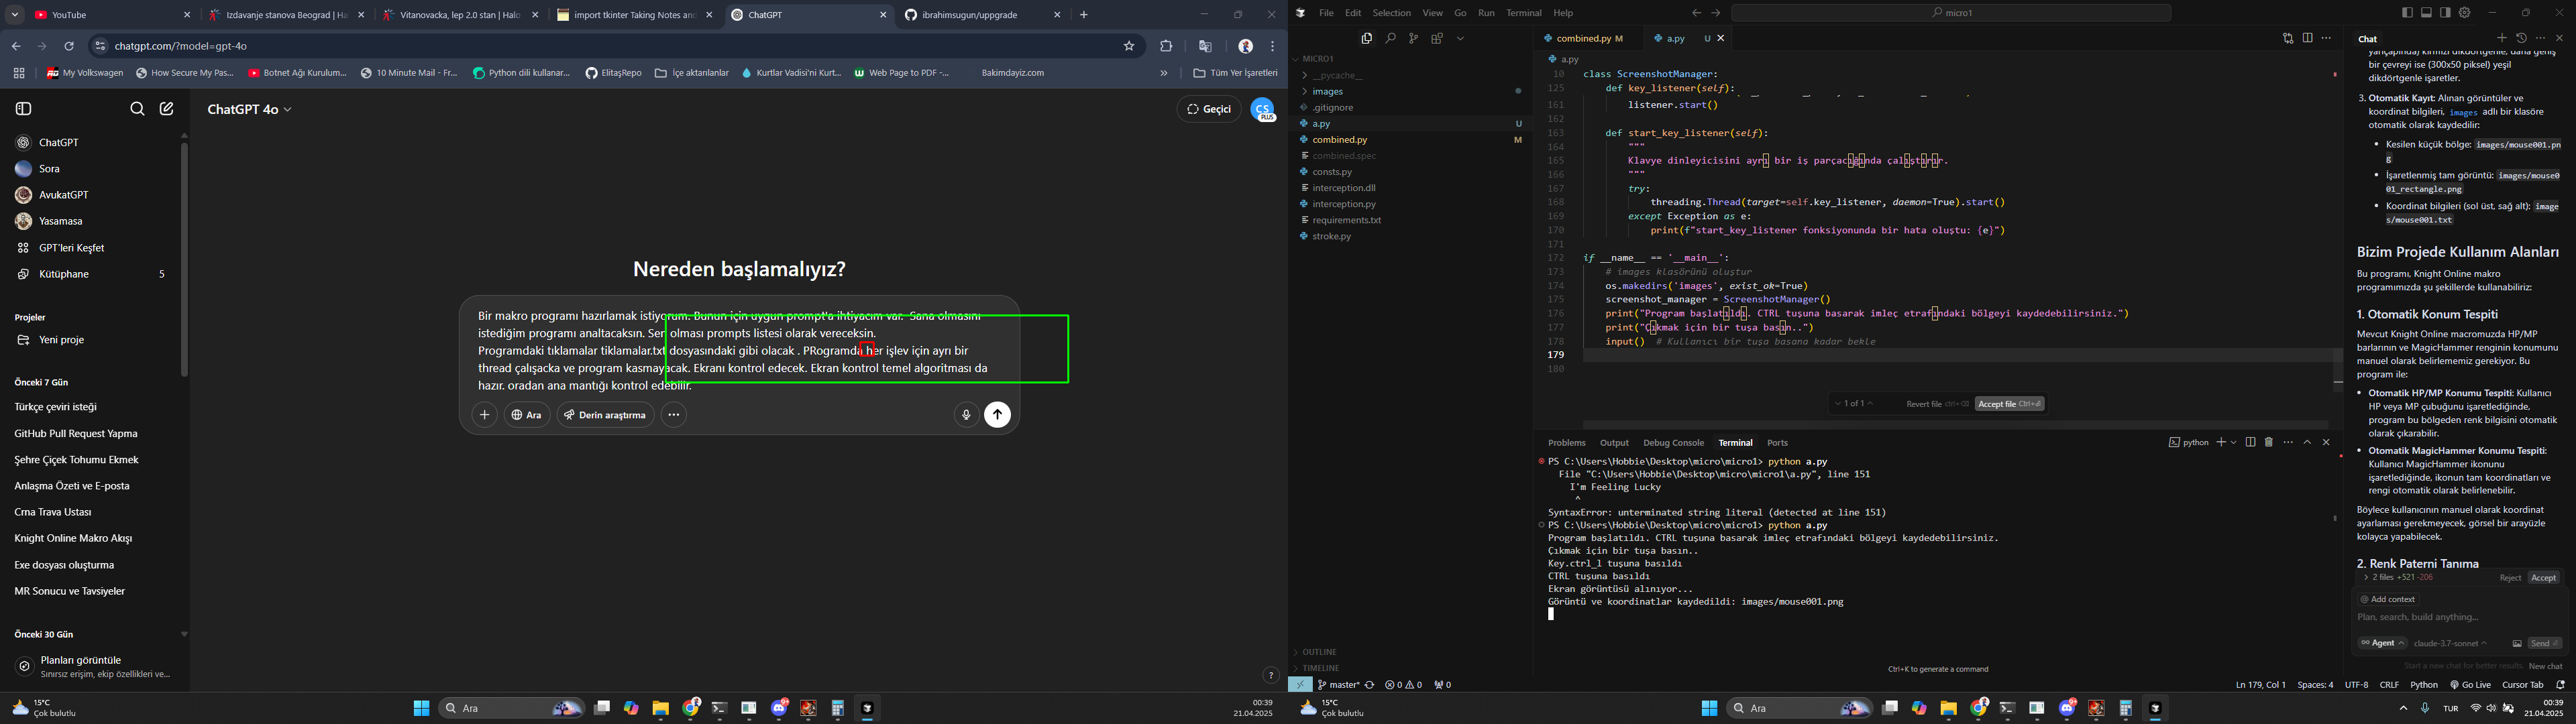 YouTube
Izdavanje stanova Beograd | Ha
Vitanovacka, lep 2.0 stan | Halo
import tkinter Taking Notes and
ChatGPT
ibrahimsugun/uppgrade
chatgpt.com/?model=gpt-4o
My Volkswagen
How Secure My Pas...
Botnet Ağı Kurulum...
10 Minute Mail - Fr...
Python dili kullanar...
ElitaşRepo
İçe aktarılanlar
Kurtlar Vadisi'ni Kurt...
Web Page to PDF -...
Bakimdayiz.com
Tüm Yer İşaretleri
ChatGPT
Sora
AvukatGPT
Yasamasa
GPT'leri Keşfet
Kütüphane 5
Projeler
Yeni proje
Önceki 7 Gün
Türkçe çeviri isteği
GitHub Pull Request Yapma
Şehre Çiçek Tohumu Ekmek
Anlaşma Özeti ve E-posta
Crna Trava Ustası
Knight Online Makro Akışı
Exe dosyası oluşturma
MR Sonucu ve Tavsiyeler
Önceki 30 Gün
Planları görüntüle
Sınırsız erişim, ekip özellikleri ve...
ChatGPT 4o
Geçici
CS
PLUS
Nereden başlamalıyız?
Bir makro programı hazırlamak istiyorum. Bunun için uygun prompt'a ihtiyacım var. Sana olmasını
istediğim programı analtacaksın. Sen olması prompts listesi olarak vereceksin.
Programdaki tıklamalar tiklamalar.txt dosyasındaki gibi olacak . PRogramda her işlev için ayrı bir
thread çalışacka ve program kasmayacak. Ekranı kontrol edecek. Ekran kontrol temel algoritması da
hazır. oradan ana mantığı kontrol edebilir.
Ara
Derin araştırma
?
15°C
Çok bulutlu
Ara
00:39
21.04.2025
File Edit Selection View Go Run Terminal Help
micro1
MICRO1
__pycache__
images
.gitignore
a.py U
combined.py M
combined.spec
consts.py
interception.dll
interception.py
requirements.txt
stroke.py
OUTLINE
TIMELINE
combined.py M
a.py U
a.py
10 class ScreenshotManager:
125 def key_listener(self):
161 listener.start()
162
163 def start_key_listener(self):
164 """
165 Klavye dinleyicisini ayrı bir iş parçacığında çalıştırır.
166 """
167 try:
168 threading.Thread(target=self.key_listener, daemon=True).start()
169 except Exception as e:
170 print(f"start_key_listener fonksiyonunda bir hata oluştu: {e}")
171
172 if __name__ == '__main__':
173 # images klasörünü oluştur
174 os.makedirs('images', exist_ok=True)
175 screenshot_manager = ScreenshotManager()
176 print("Program başlatıldı. CTRL tuşuna basarak imleç etrafındaki bölgeyi kaydedebilirsiniz.")
177 print("Çıkmak için bir tuşa basın..")
178 input() # Kullanıcı bir tuşa basana kadar bekle
179
180
1 of 1
Revert file ctrl+⌫
Accept file Ctrl+⏎
Problems Output Debug Console Terminal Ports
python
PS C:\Users\Hobbie\Desktop\micro\micro1> python a.py
File "C:\Users\Hobbie\Desktop\micro\micro1\a.py", line 151
I'm Feeling Lucky
^
SyntaxError: unterminated string literal (detected at line 151)
PS C:\Users\Hobbie\Desktop\micro\micro1> python a.py
Program başlatıldı. CTRL tuşuna basarak imleç etrafındaki bölgeyi kaydedebilirsiniz.
Çıkmak için bir tuşa basın..
Key.ctrl_l tuşuna basıldı
CTRL tuşuna basıldı
Ekran görüntüsü alınıyor...
Görüntü ve koordinatlar kaydedildi: images/mouse001.png
Ctrl+K to generate a command
Chat
yarıçapında) kırmızı dikdörtgenle, daha geniş
bir çevreyi ise (300x50 piksel) yeşil
dikdörtgenle işaretler.
3. Otomatik Kayıt: Alınan görüntüler ve
koordinat bilgileri, images adlı bir klasöre
otomatik olarak kaydedilir:
• Kesilen küçük bölge: images/mouse001.pn
g
• İşaretlenmiş tam görüntü: images/mouse0
01_rectangle.png
• Koordinat bilgileri (sol üst, sağ alt): image
s/mouse001.txt
Bizim Projede Kullanım Alanları
Bu programı, Knight Online makro
programımızda şu şekillerde kullanabiliriz:
1. Otomatik Konum Tespiti
Mevcut Knight Online macromuzda HP/MP
barlarının ve MagicHammer renginin konumunu
manuel olarak belirlememiz gerekiyor. Bu
program ile:
• Otomatik HP/MP Konumu Tespiti: Kullanıcı
HP veya MP çubuğunu işaretlediğinde,
program bu bölgeden renk bilgisini otomatik
olarak çıkarabilir.
• Otomatik MagicHammer Konumu Tespiti:
Kullanıcı MagicHammer ikonunu
işaretlediğinde, ikonun tam koordinatları ve
rengi otomatik olarak belirlenebilir.
Böylece kullanıcının manuel olarak koordinat
ayarlaması gerekmeyecek, görsel bir arayüzle
kolayca yapabilecek.
2. Renk Paterni Tanıma
2 files +521 -206
Reject
Accept
@ Add context
Plan, search, build anything...
Agent
claude-3.7-sonnet
Send
Start a new chat for better results. New chat
master*
0 0
0
Ln 179, Col 1 Spaces: 4 UTF-8 CRLF Python Go Live Cursor Tab
15°C
Çok bulutlu
Ara
TUR
00:39
21.04.2025